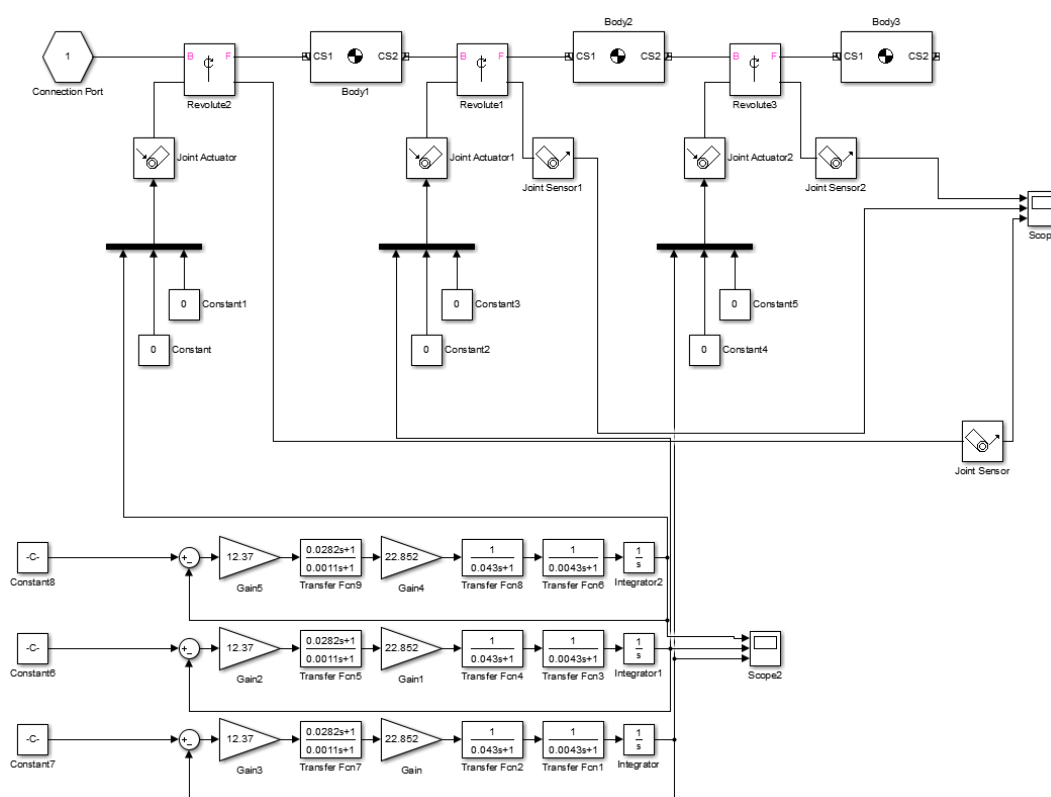 Body2
Body3
1
B
F
CS1
CS2
B
F
CS1
CS2
B
F
CS1
CS2
Connection Port
Revolute2
Body1
Revolute1
Revolute3
Joint Actuator
Joint Actuator1
Joint Sensor1
Joint Actuator2
Joint Sensor2
Scop
0
Constant1
0
Constant3
0
Constant5
0
Constant
0
Constant2
0
Constant4
Joint Sensor
-C-
Constant8
+
-
12.37
Gain5
0.0282s+1
0.0011s+1
Transfer Fcn9
22.852
Gain4
1
0.043s+1
Transfer Fcn8
1
0.0043s+1
Transfer Fcn6
1
s
Integrator2
-C-
Constant6
+
-
12.37
Gain2
0.0282s+1
0.0011s+1
Transfer Fcn5
22.852
Gain1
1
0.043s+1
Transfer Fcn4
1
0.0043s+1
Transfer Fcn3
1
s
Integrator1
Scope2
-C-
Constant7
+
-
12.37
Gain3
0.0282s+1
0.0011s+1
Transfer Fcn7
22.852
Gain
1
0.043s+1
Transfer Fcn2
1
0.0043s+1
Transfer Fcn1
1
s
Integrator